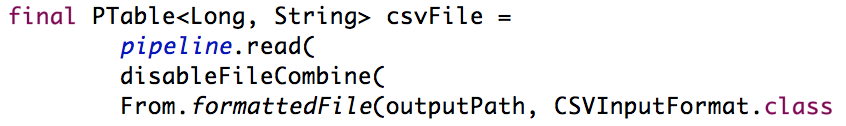 final PTable<Long, String> csvFile =
pipeline.read(
disableFileCombine(
From.formattedFile(outputPath, CSVInputFormat.class